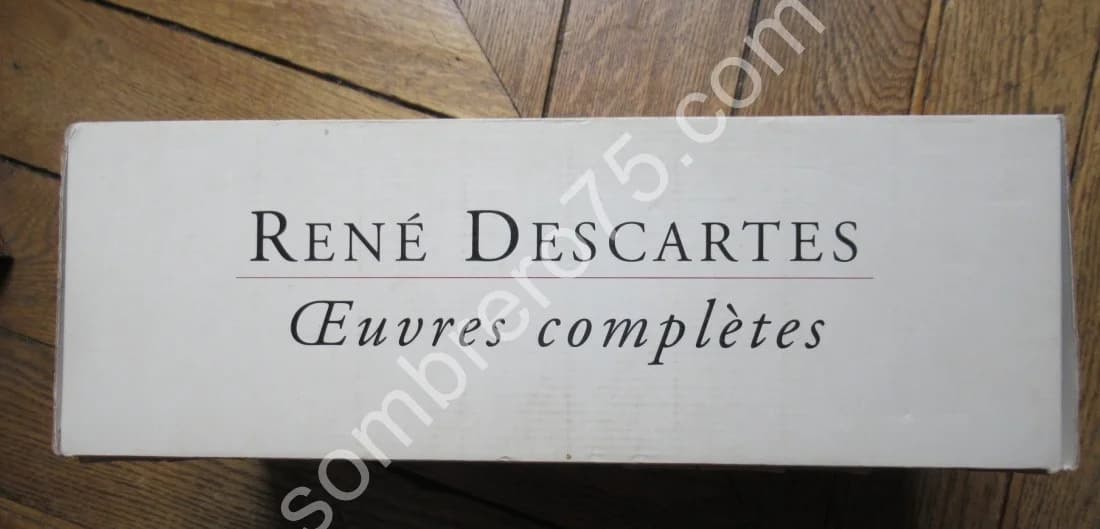 RENÉ DESCARTES
Œuvres complètes
sombrero75.com